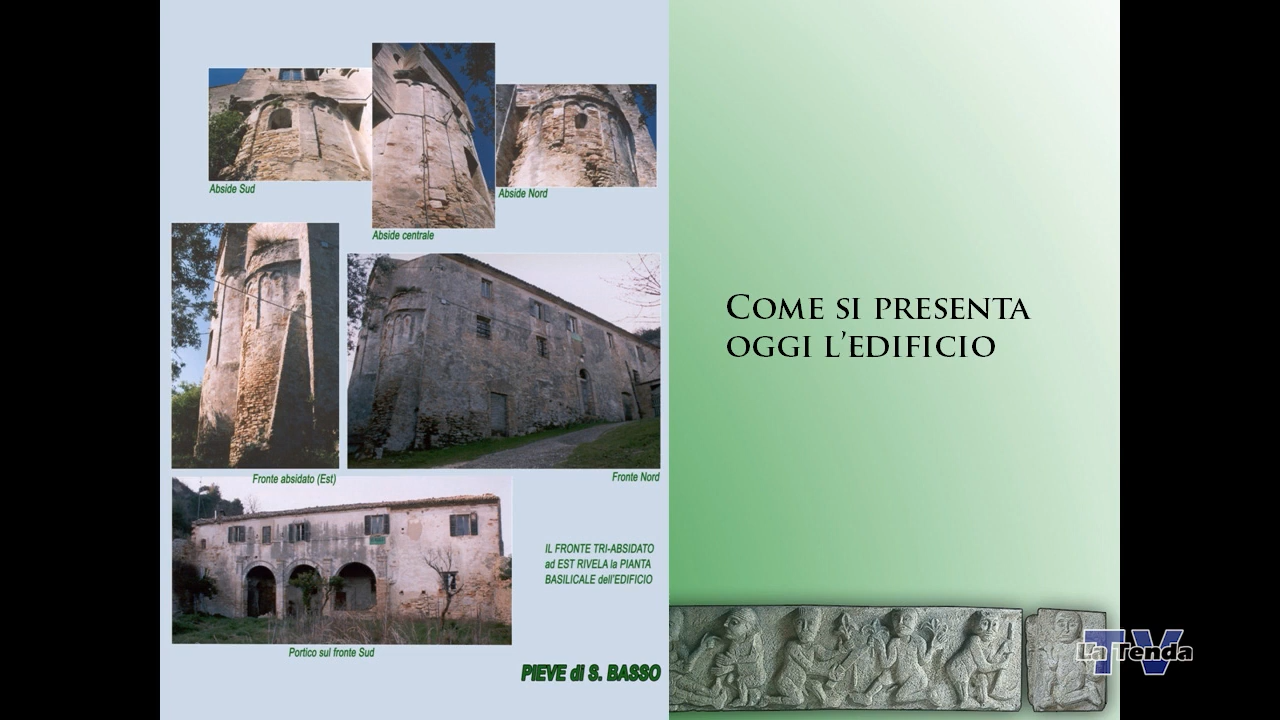 Abside Sud
Abside centrale
Abside Nord
Fronte absidato (Est)
Fronte Nord
Portico sul fronte Sud
IL FRONTE TRI-ABSIDATO
ad EST RIVELA la PIANTA
BASILICALE dell'EDIFICIO
PIEVE di S. BASSO
COME SI PRESENTA
OGGI L'EDIFICIO
TV
La Tenda